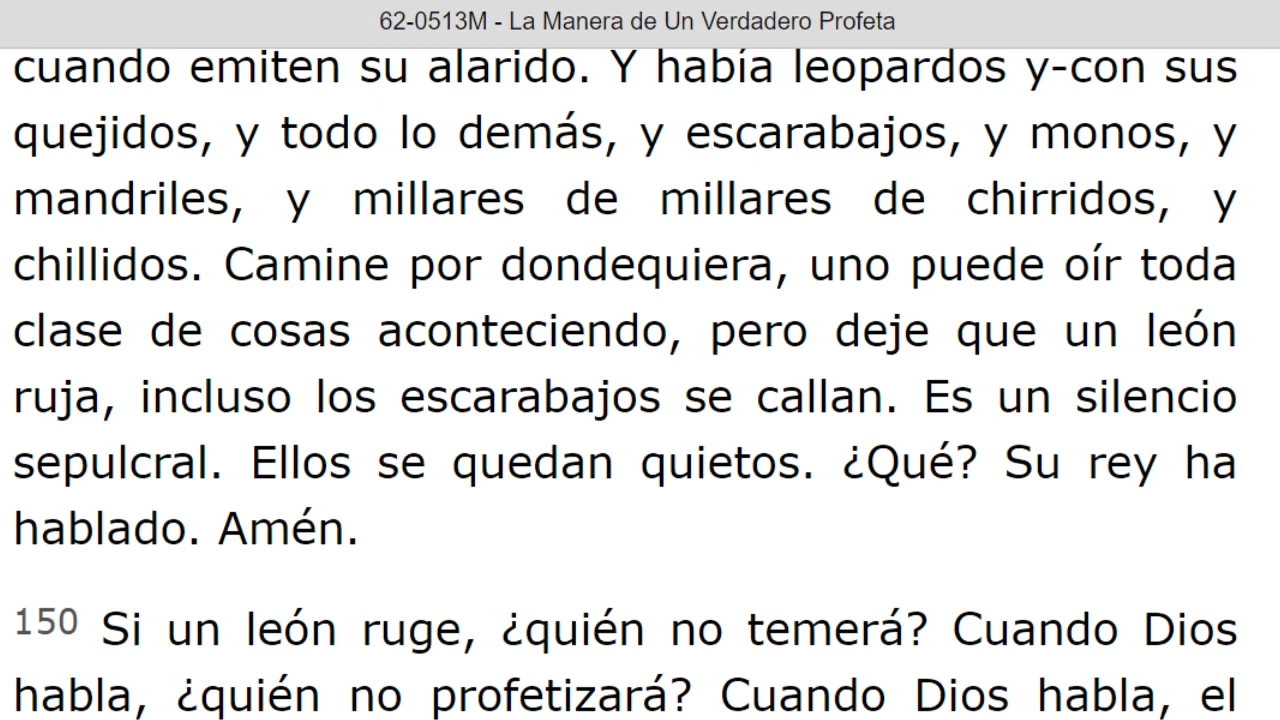 62-0513M - La Manera de Un Verdadero Profeta
cuando emiten su alarido. Y había leopardos y-con sus
quejidos, y todo lo demás, y escarabajos, y monos, y
mandriles, y millares de millares de chirridos, y
chillidos. Camine por dondequiera, uno puede oír toda
clase de cosas aconteciendo, pero deje que un león
ruja, incluso los escarabajos se callan. Es un silencio
sepulcral. Ellos se quedan quietos. ¿Qué? Su rey ha
hablado. Amén.
150 Si un león ruge, ¿quién no temerá? Cuando Dios
habla, ¿quién no profetizará? Cuando Dios habla, el